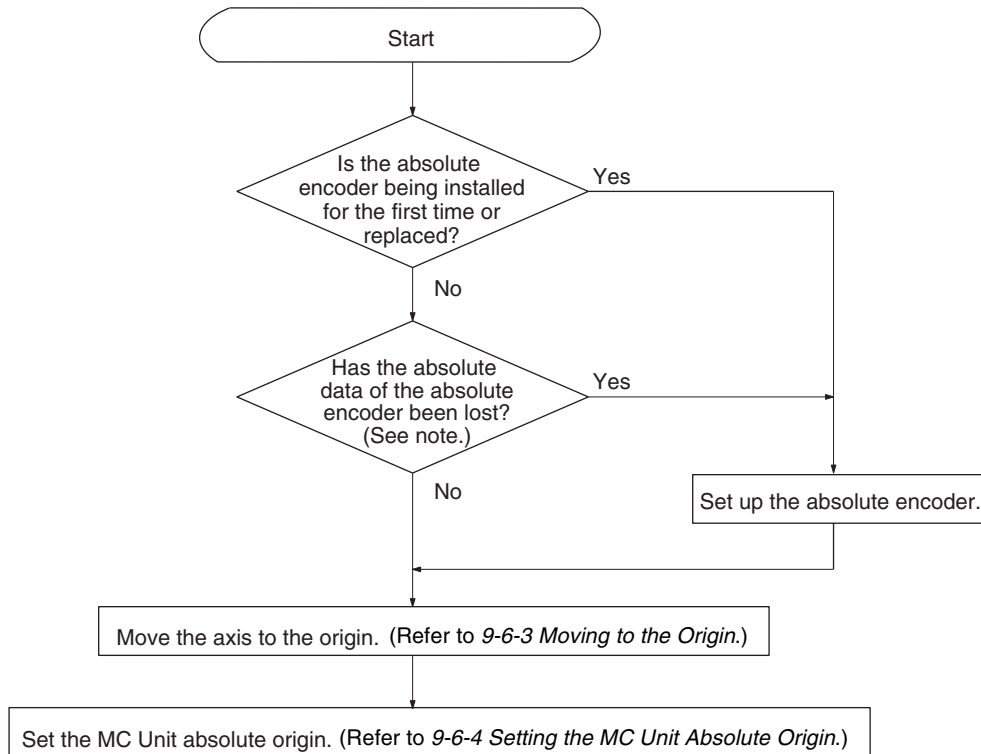 Start
Is the absolute
encoder being installed
for the first time or
replaced?
Yes
No
Has the absolute
data of the absolute
encoder been lost?
(See note.)
Yes
No
Set up the absolute encoder.
Move the axis to the origin. (Refer to 9-6-3 Moving to the Origin.)
Set the MC Unit absolute origin. (Refer to 9-6-4 Setting the MC Unit Absolute Origin.)